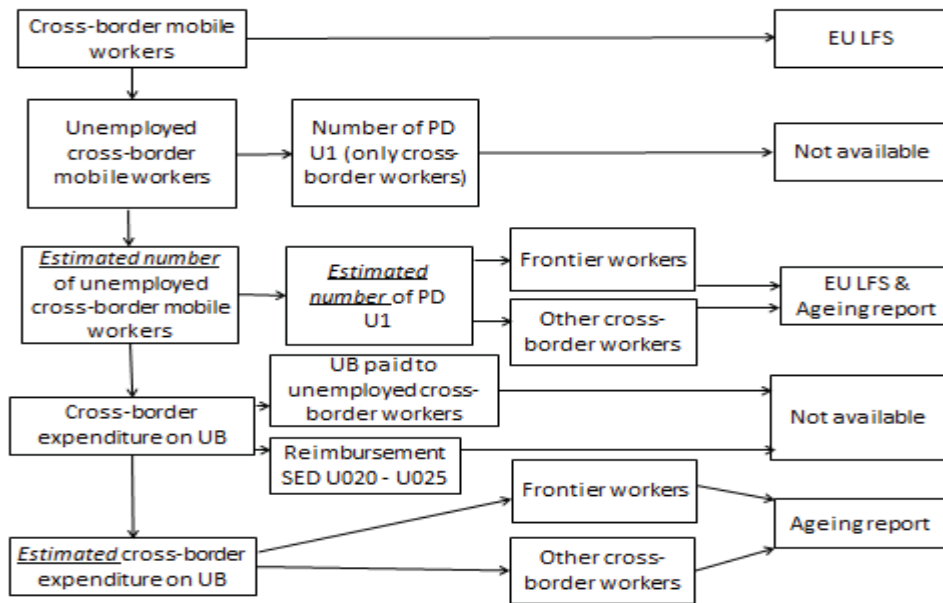 Cross-border mobile
workers
EU LFS
Unemployed
cross-border
mobile workers
Number of PD
U1 (only cross-
border workers)
Not available
Estimated number
of unemployed
cross-border mobile
workers
Estimated
number of PD
U1
Frontier workers
Other cross-
border workers
EU LFS &
Ageing report
Cross-border
expenditure on UB
UB paid to
unemployed cross-
border workers
Reimbursement
SED U020 - U025
Not available
Estimated cross-border
expenditure on UB
Frontier workers
Other cross-
border workers
Ageing report